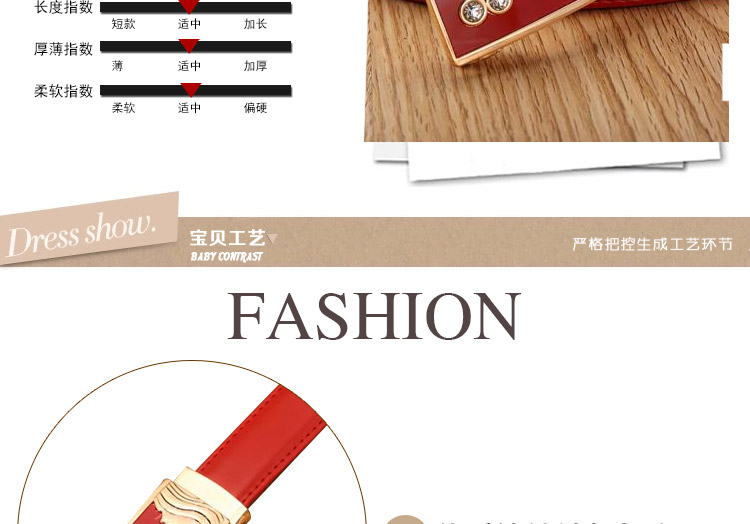 长度指数
短款 适中 加长
厚薄指数
薄 适中 加厚
柔软指数
柔软 适中 偏硬
Dress show.
宝贝工艺
BABY CONTRAST
严格把控生成工艺环节
FASHION